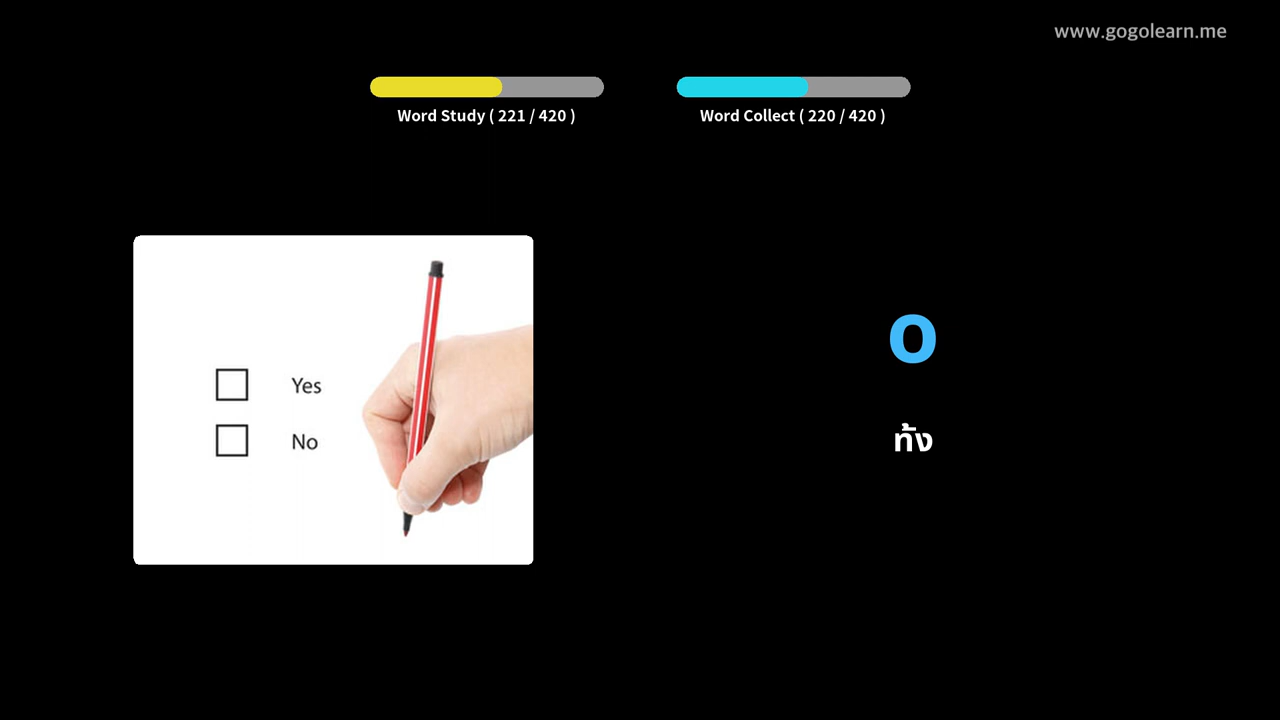 www.gogolearn.me
Word Study ( 221 / 420 )
Word Collect ( 220 / 420 )
Yes
No
o
ทัง